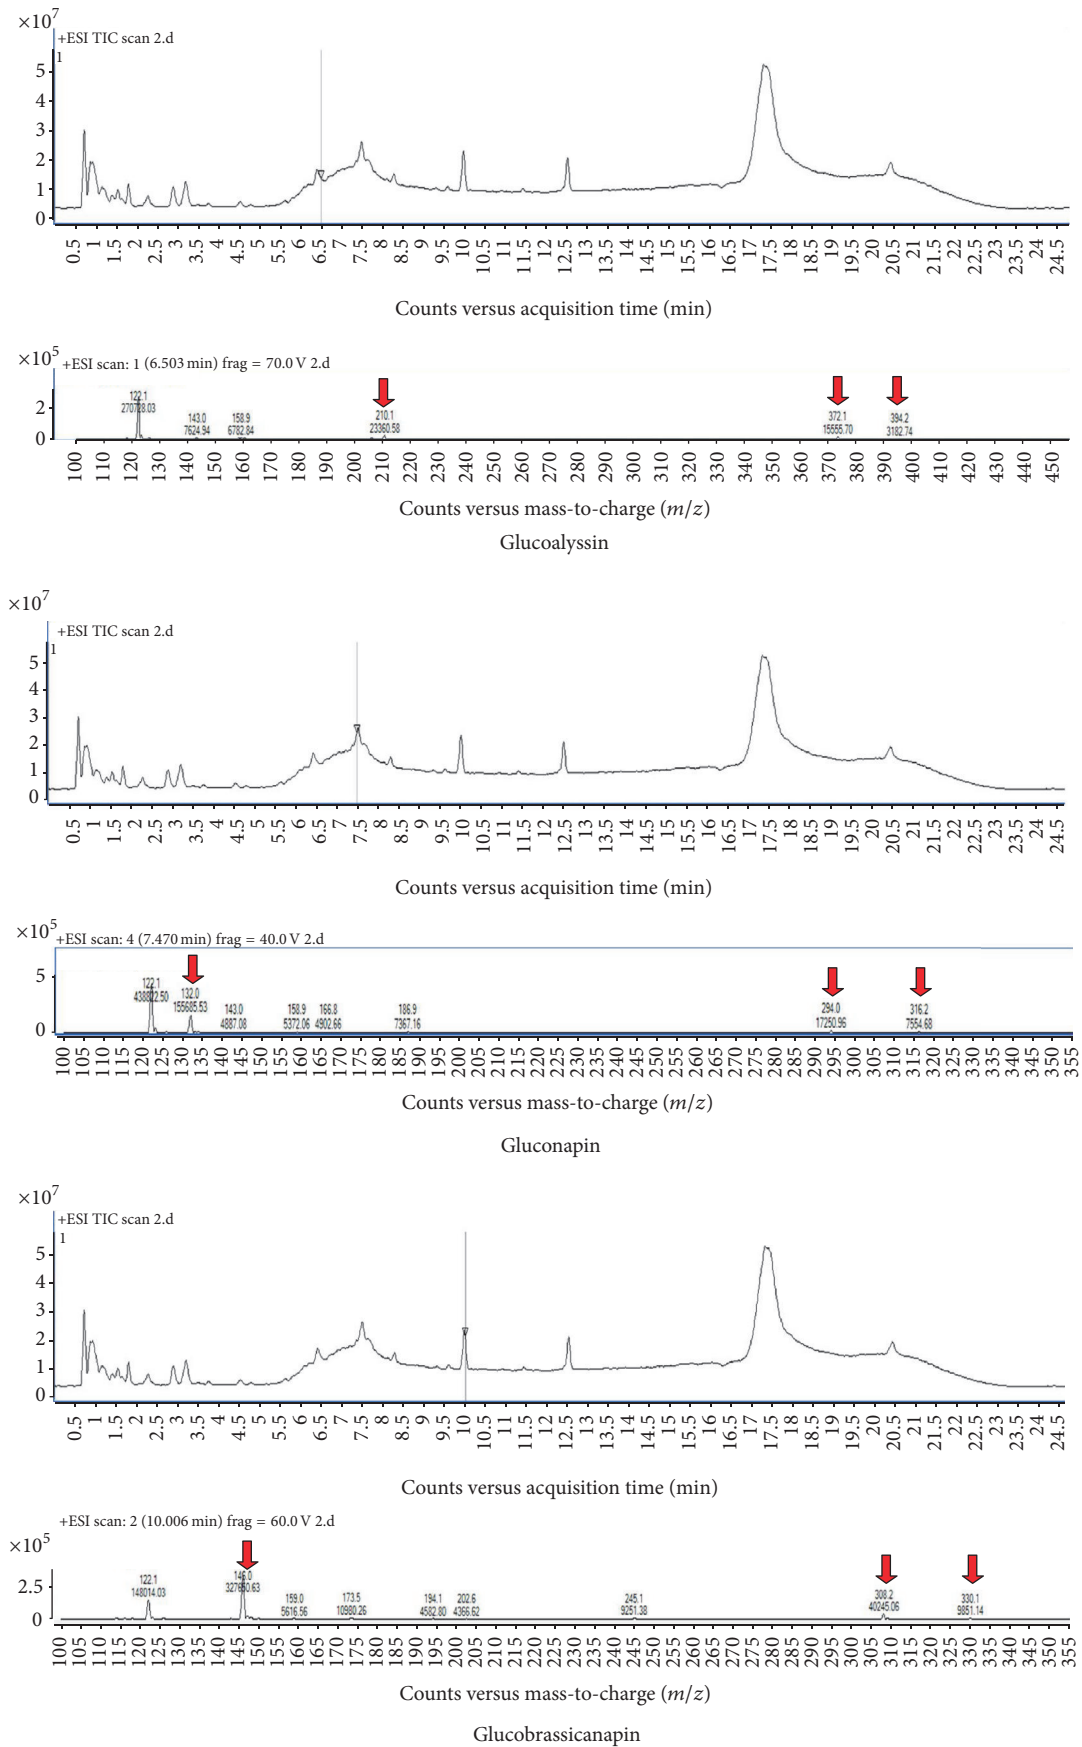 ×10⁷
+ESI TIC scan 2.d
1
5
4
3
2
1
0
0.5 1 1.5 2 2.5 3 3.5 4 4.5 5 5.5 6 6.5 7 7.5 8 8.5 9 9.5 10 10.5 11 11.5 12 12.5 13 13.5 14 14.5 15 15.5 16 16.5 17 17.5 18 18.5 19 19.5 20 20.5 21 21.5 22 22.5 23 23.5 24 24.5
Counts versus acquisition time (min)
×10⁵
+ESI scan: 1 (6.503 min) frag = 70.0 V 2.d
2
0
122.1 143.0 158.9 210.1 372.1 394.2
270728.03 7624.94 6782.84 23360.58 15555.70 3182.74
100 110 120 130 140 150 160 170 180 190 200 210 220 230 240 250 260 270 280 290 300 310 320 330 340 350 360 370 380 390 400 410 420 430 440 450
Counts versus mass-to-charge (m/z)
Glucoalyssin
×10⁷
+ESI TIC scan 2.d
1
5
4
3
2
1
0
0.5 1 1.5 2 2.5 3 3.5 4 4.5 5 5.5 6 6.5 7 7.5 8 8.5 9 9.5 10 10.5 11 11.5 12 12.5 13 13.5 14 14.5 15 15.5 16 16.5 17 17.5 18 18.5 19 19.5 20 20.5 21 21.5 22 22.5 23 23.5 24 24.5
Counts versus acquisition time (min)
×10⁵
+ESI scan: 4 (7.470 min) frag = 40.0 V 2.d
5
0
122.1 132.0 143.0 158.9 166.8 186.9 294.0 316.2
438822.50 155685.53 4887.08 5372.06 4902.66 7367.16 17250.96 7554.68
100 105 110 115 120 125 130 135 140 145 150 155 160 165 170 175 180 185 190 195 200 205 210 215 220 225 230 235 240 245 250 255 260 265 270 275 280 285 290 295 300 305 310 315 320 325 330 335 340 345 350 355
Counts versus mass-to-charge (m/z)
Gluconapin
×10⁷
+ESI TIC scan 2.d
1
5
4
3
2
1
0
0.5 1 1.5 2 2.5 3 3.5 4 4.5 5 5.5 6 6.5 7 7.5 8 8.5 9 9.5 10 10.5 11 11.5 12 12.5 13 13.5 14 14.5 15 15.5 16 16.5 17 17.5 18 18.5 19 19.5 20 20.5 21 21.5 22 22.5 23 23.5 24 24.5
Counts versus acquisition time (min)
+ESI scan: 2 (10.006 min) frag = 60.0 V 2.d
×10⁵
2.5
0
122.1 146.0 159.0 173.5 194.1 202.6 245.1 308.2 330.1
148014.03 5616.56 10980.26 4582.80 4366.62 9251.38 40245.06 9851.14
100 105 110 115 120 125 130 135 140 145 150 155 160 165 170 175 180 185 190 195 200 205 210 215 220 225 230 235 240 245 250 255 260 265 270 275 280 285 290 295 300 305 310 315 320 325 330 335 340 345 350 35
Counts versus mass-to-charge (m/z)
Glucobrassicanapin